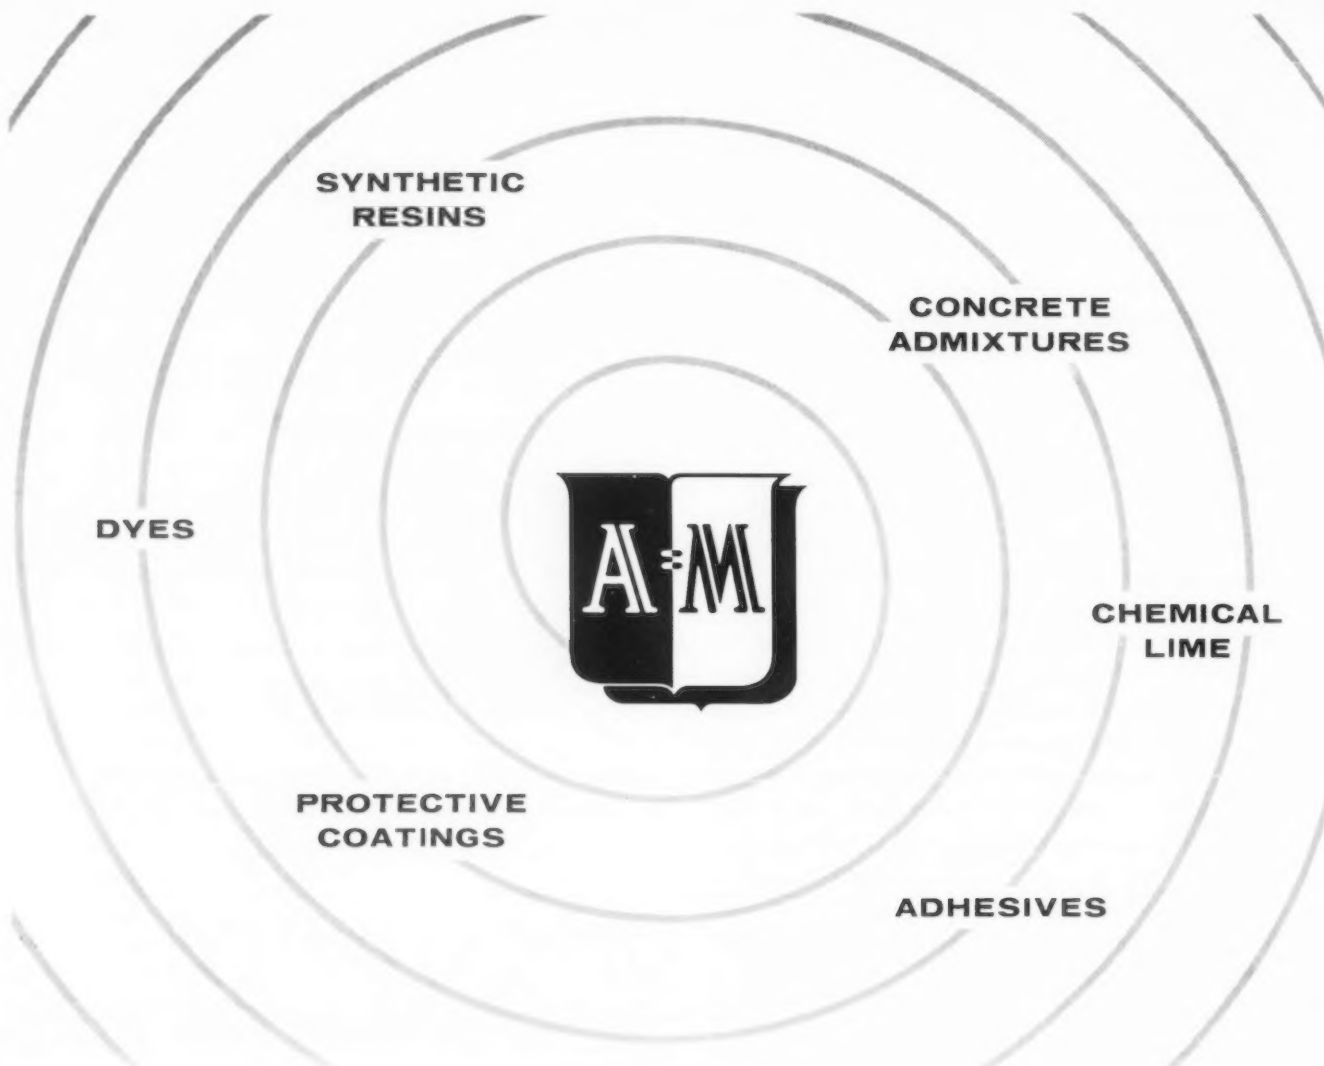 SYNTHETIC
RESINS
CONCRETE
ADMIXTURES
DYES
A=M
CHEMICAL
LIME
PROTECTIVE
COATINGS
ADHESIVES